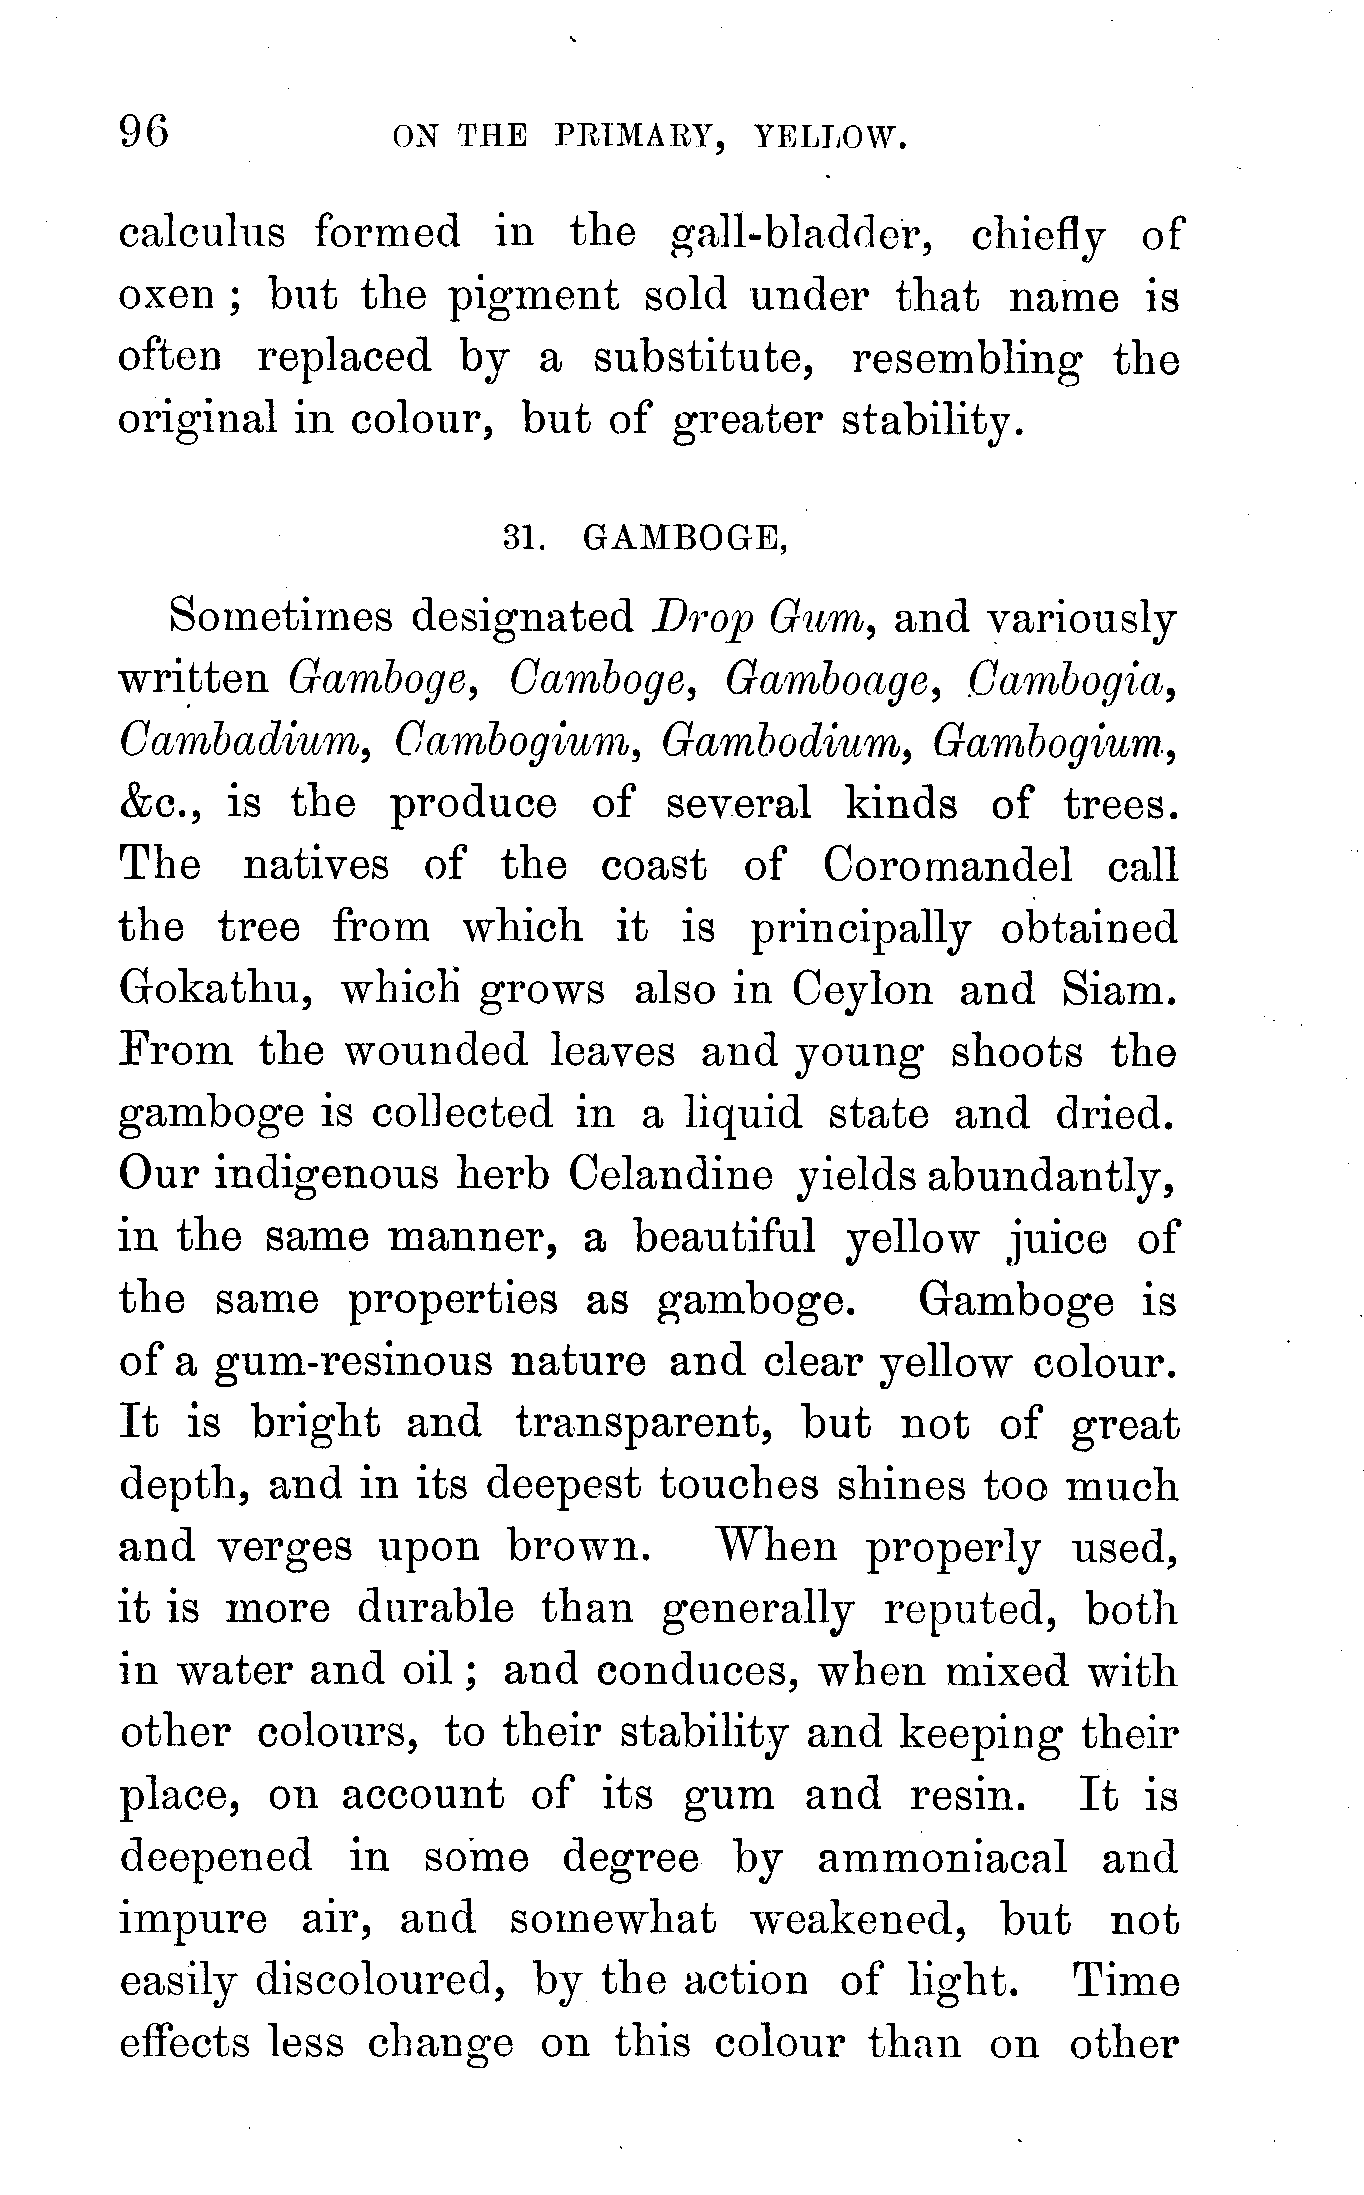 96 ON THE PRIMARY, YELLOW.
calculus formed in the gall-bladder, chiefly of
oxen ; but the pigment sold under that name is
often replaced by a substitute, resembling the
original in colour, but of greater stability.
31. GAMBOGE,
Sometimes designated Drop Gum, and variously
written Gamboge, Camboge, Gamboage, Cambogia,
Cambadium, Cambogium, Gambodium, Gambogium,
&c., is the produce of several kinds of trees.
The natives of the coast of Coromandel call
the tree from which it is principally obtained
Gokathu, which grows also in Ceylon and Siam.
From the wounded leaves and young shoots the
gamboge is collected in a liquid state and dried.
Our indigenous herb Celandine yields abundantly,
in the same manner, a beautiful yellow juice of
the same properties as gamboge. Gamboge is
of a gum-resinous nature and clear yellow colour.
It is bright and transparent, but not of great
depth, and in its deepest touches shines too much
and verges upon brown. When properly used,
it is more durable than generally reputed, both
in water and oil ; and conduces, when mixed with
other colours, to their stability and keeping their
place, on account of its gum and resin. It is
deepened in some degree by ammoniacal and
impure air, and somewhat weakened, but not
easily discoloured, by the action of light. Time
effects less change on this colour than on other